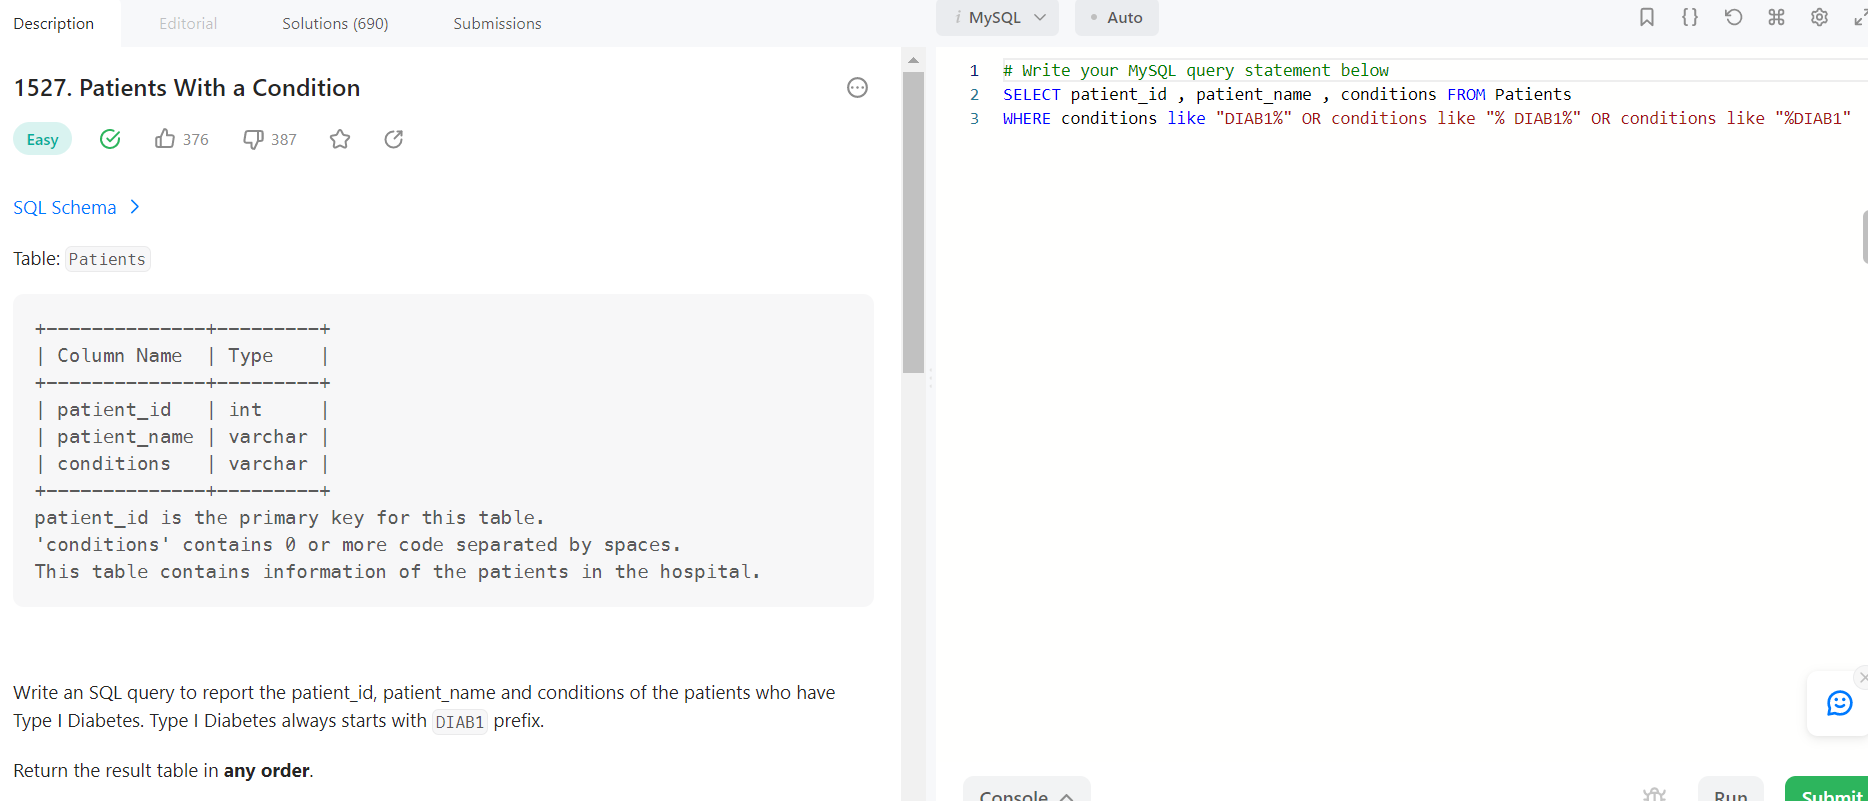 Description Editorial Solutions (690) Submissions
1527. Patients With a Condition
Easy 376 387
SQL Schema
Table: Patients
+--------------+---------+
| Column Name  | Type    |
+--------------+---------+
| patient_id   | int     |
| patient_name | varchar |
| conditions   | varchar |
+--------------+---------+
patient_id is the primary key for this table.
'conditions' contains 0 or more code separated by spaces.
This table contains information of the patients in the hospital.
Write an SQL query to report the patient_id, patient_name and conditions of the patients who have
Type I Diabetes. Type I Diabetes always starts with DIAB1 prefix.
Return the result table in any order.
i MySQL • Auto
1 # Write your MySQL query statement below
2 SELECT patient_id , patient_name , conditions FROM Patients
3 WHERE conditions like "DIAB1%" OR conditions like "% DIAB1%" OR conditions like "%DIAB1"
Console Run Submit